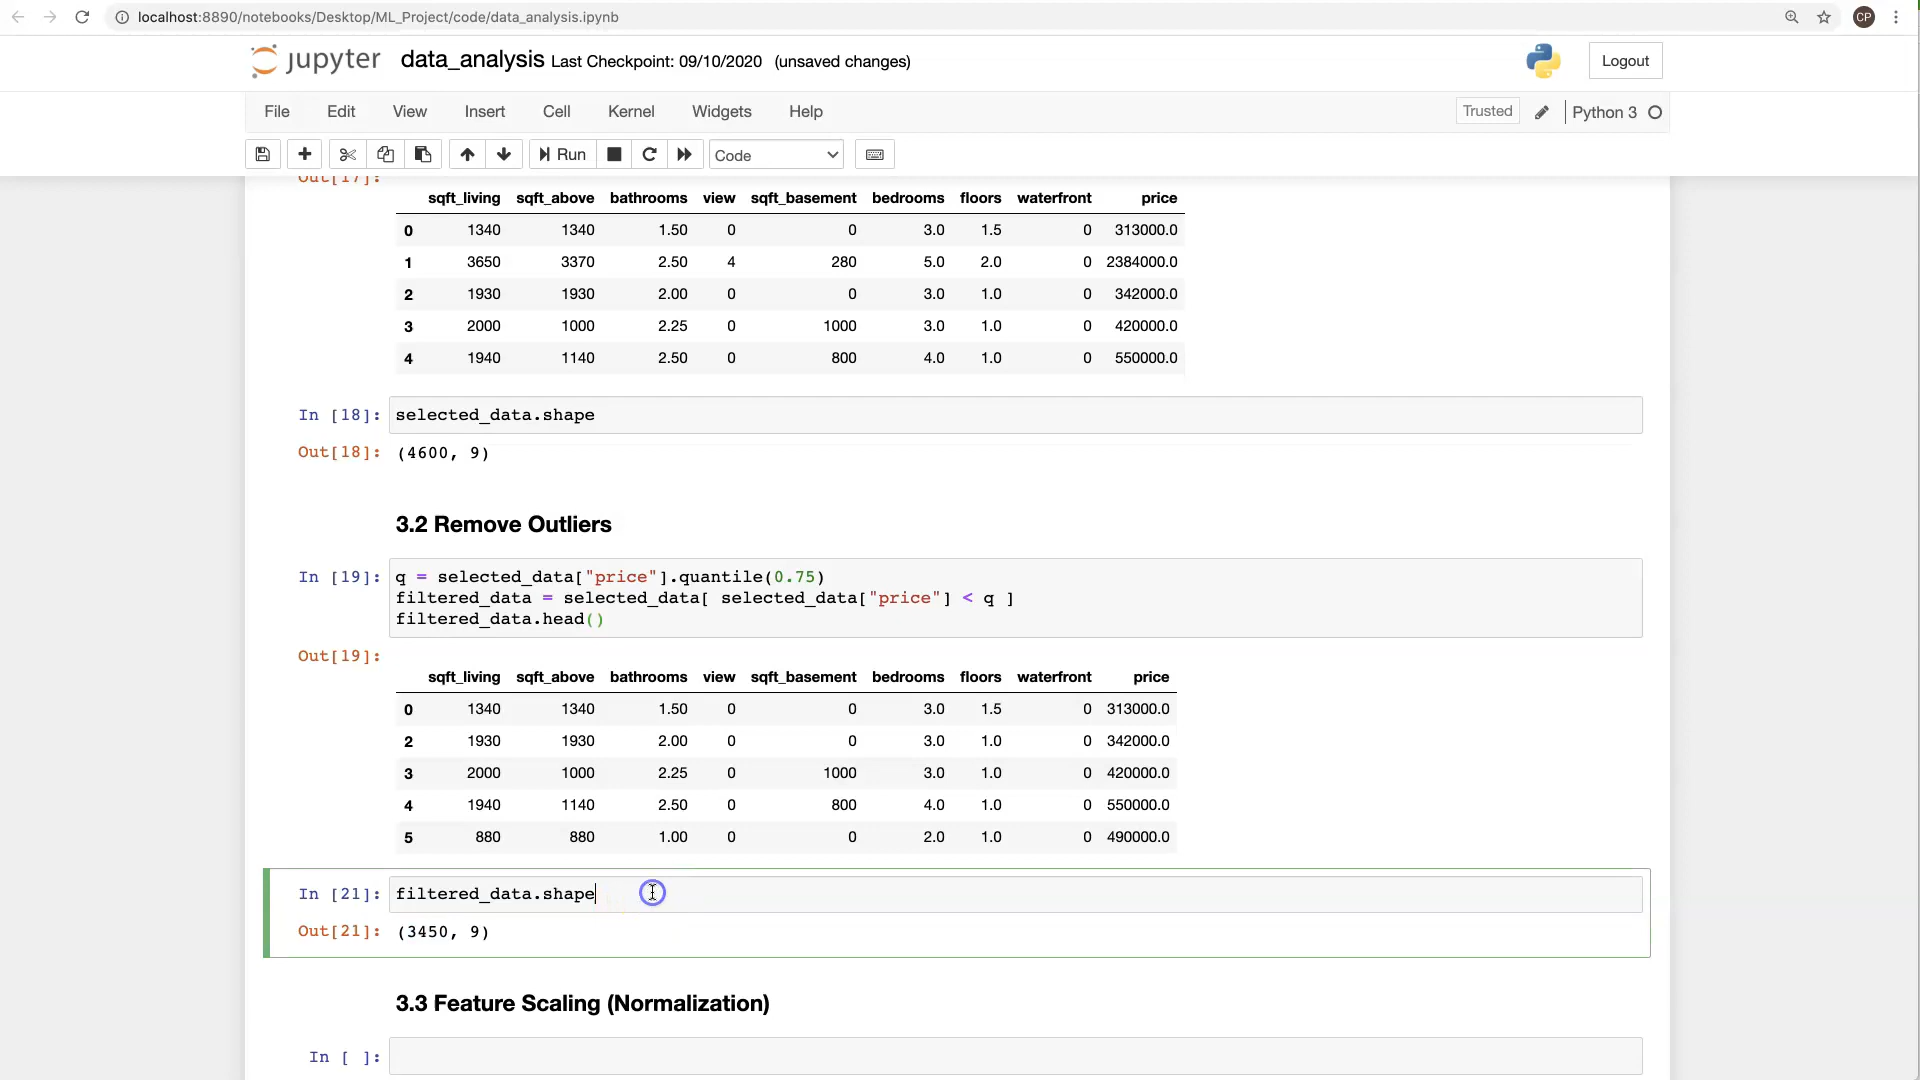 localhost:8890/notebooks/Desktop/ML_Project/code/data_analysis.ipynb
CP
jupyter data_analysis Last Checkpoint: 09/10/2020 (unsaved changes)
Logout
File Edit View Insert Cell Kernel Widgets Help
Trusted Python 3
Run Code
Out[17]:
sqft_living sqft_above bathrooms view sqft_basement bedrooms floors waterfront price
0 1340 1340 1.50 0 0 3.0 1.5 0 313000.0
1 3650 3370 2.50 4 280 5.0 2.0 0 2384000.0
2 1930 1930 2.00 0 0 3.0 1.0 0 342000.0
3 2000 1000 2.25 0 1000 3.0 1.0 0 420000.0
4 1940 1140 2.50 0 800 4.0 1.0 0 550000.0
In [18]: selected_data.shape
Out[18]: (4600, 9)
3.2 Remove Outliers
In [19]: q = selected_data["price"].quantile(0.75)
filtered_data = selected_data[ selected_data["price"] < q ]
filtered_data.head()
Out[19]:
sqft_living sqft_above bathrooms view sqft_basement bedrooms floors waterfront price
0 1340 1340 1.50 0 0 3.0 1.5 0 313000.0
2 1930 1930 2.00 0 0 3.0 1.0 0 342000.0
3 2000 1000 2.25 0 1000 3.0 1.0 0 420000.0
4 1940 1140 2.50 0 800 4.0 1.0 0 550000.0
5 880 880 1.00 0 0 2.0 1.0 0 490000.0
In [21]: filtered_data.shape
Out[21]: (3450, 9)
3.3 Feature Scaling (Normalization)
In [ ]: